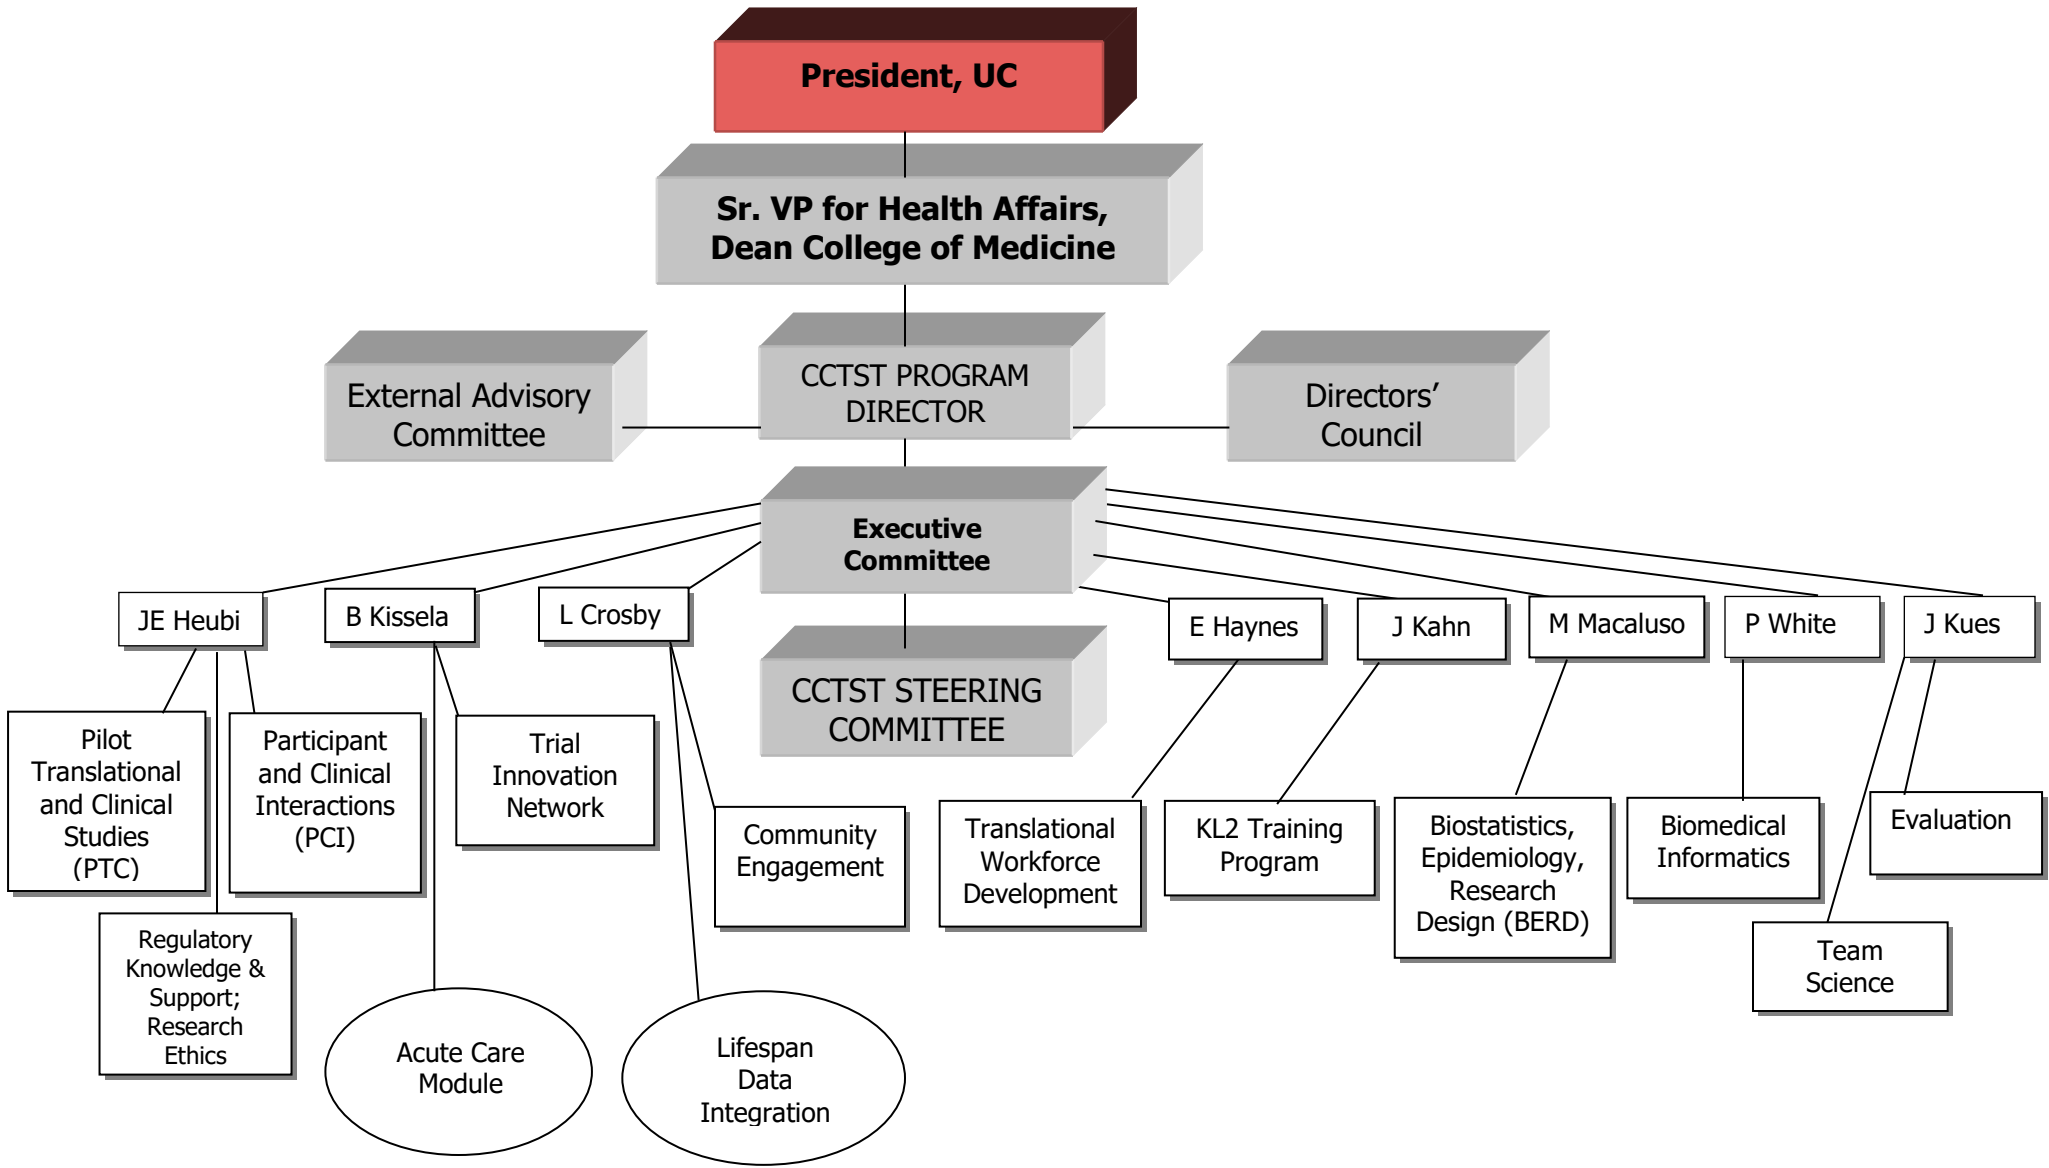 President, UC
Sr. VP for Health Affairs,
Dean College of Medicine
External Advisory
Committee
CCTST PROGRAM
DIRECTOR
Directors’
Council
Executive
Committee
JE Heubi
B Kissela
L Crosby
E Haynes
J Kahn
M Macaluso
P White
J Kues
CCTST STEERING
COMMITTEE
Pilot
Translational
and Clinical
Studies
(PTC)
Participant
and Clinical
Interactions
(PCI)
Trial
Innovation
Network
Community
Engagement
Translational
Workforce
Development
KL2 Training
Program
Biostatistics,
Epidemiology,
Research
Design (BERD)
Biomedical
Informatics
Evaluation
Regulatory
Knowledge &
Support;
Research
Ethics
Acute Care
Module
Lifespan
Data
Integration
Team
Science